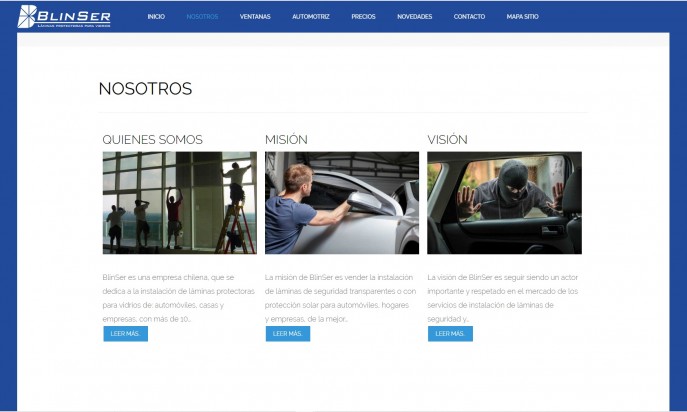 BLINSER
LÁMINAS PROTECTORAS PARA VIDRIOS
INICIO NOSOTROS VENTANAS AUTOMOTRIZ PRECIOS NOVEDADES CONTACTO MAPA SITIO
NOSOTROS
QUIENES SOMOS
BlinSer es una empresa chilena, que se
dedica a la instalación de láminas protectoras
para vidrios de: automóviles, casas y
empresas, con más de 10...
LEER MÁS..
MISIÓN
La misión de BlinSer es vender la instalación
de láminas de seguridad transparentes o con
protección solar para automóviles, hogares
y empresas, de la mejor...
LEER MÁS..
VISIÓN
La visión de BlinSer es seguir siendo un actor
importante y respetado en el mercado de los
servicios de instalación de láminas de
seguridad y...
LEER MÁS..